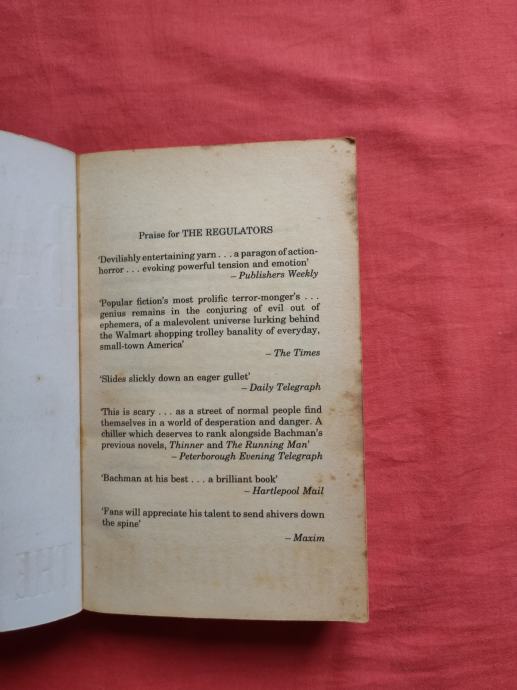 Praise for THE REGULATORS
'Devilishly entertaining yarn . . . a paragon of action-
horror . . . evoking powerful tension and emotion'
– Publishers Weekly
'Popular fiction's most prolific terror-monger's . . .
genius remains in the conjuring of evil out of
ephemera, of a malevolent universe lurking behind
the Walmart shopping trolley banality of everyday,
small-town America'
– The Times
'Slides slickly down an eager gullet'
– Daily Telegraph
'This is scary . . . as a street of normal people find
themselves in a world of desperation and danger. A
chiller which deserves to rank alongside Bachman's
previous novels, Thinner and The Running Man'
– Peterborough Evening Telegraph
'Bachman at his best . . . a brilliant book'
– Hartlepool Mail
'Fans will appreciate his talent to send shivers down
the spine'
– Maxim